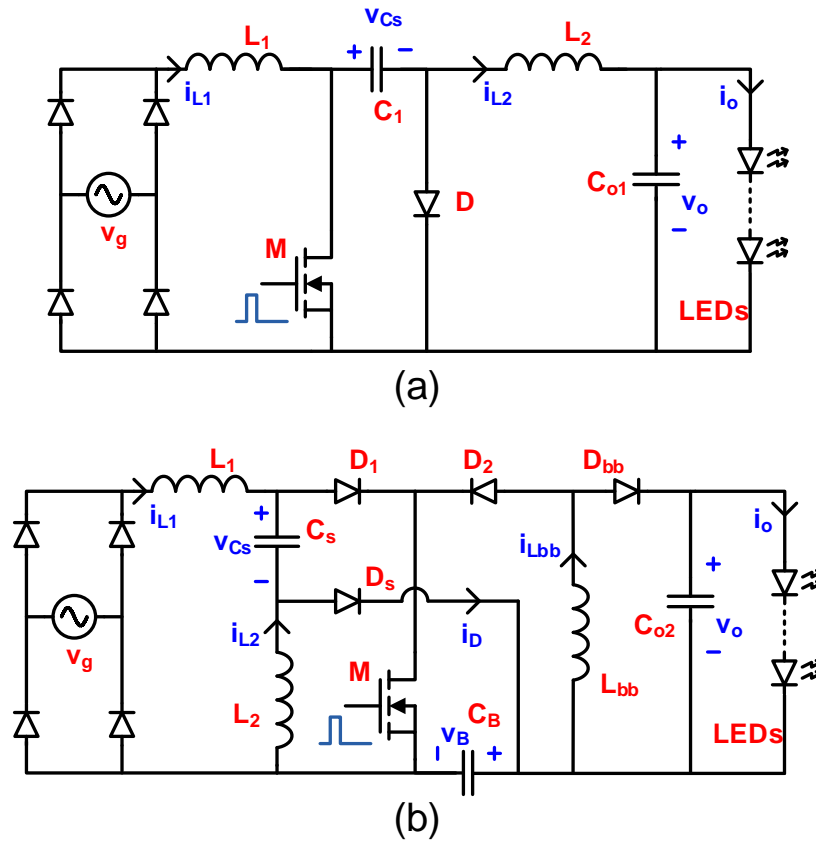 v_Cs
L₁
+ −
L₂
i_L1
C₁
i_L2
i_o
D
C_o1
+
v_o
−
v_g
M
LEDs
(a)
L₁
D₁
D₂
D_bb
i_L1
+
v_Cs
C_s
−
i_Lbb
i_o
D_s
+
v_g
i_L2
i_D
C_o2
v_o
−
M
L₂
L_bb
C_B
v_B
− +
LEDs
(b)